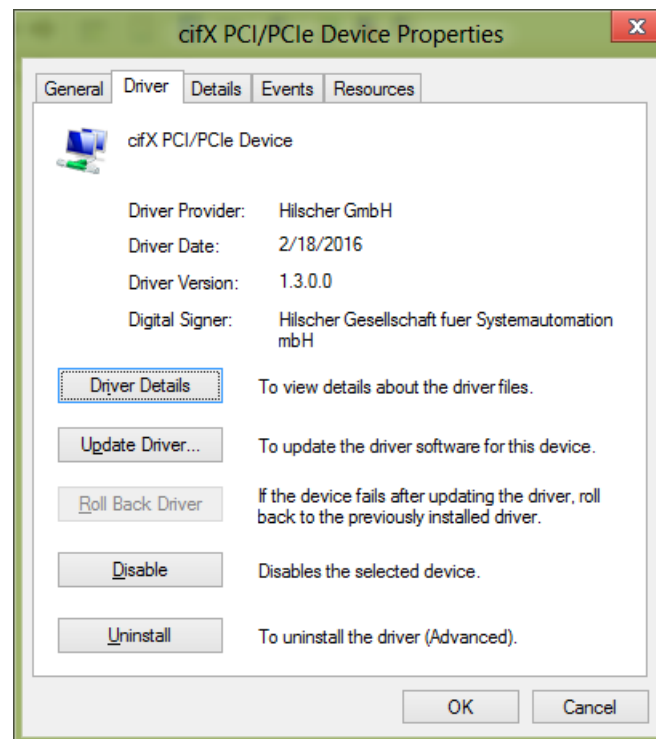 cifX PCI/PCIe Device Properties
x
General Driver Details Events Resources
cifX PCI/PCIe Device
Driver Provider: Hilscher GmbH
Driver Date: 2/18/2016
Driver Version: 1.3.0.0
Digital Signer: Hilscher Gesellschaft fuer Systemautomation
mbH
Driver Details To view details about the driver files.
Update Driver... To update the driver software for this device.
If the device fails after updating the driver, roll
Roll Back Driver back to the previously installed driver.
Disable Disables the selected device.
Uninstall To uninstall the driver (Advanced).
OK Cancel